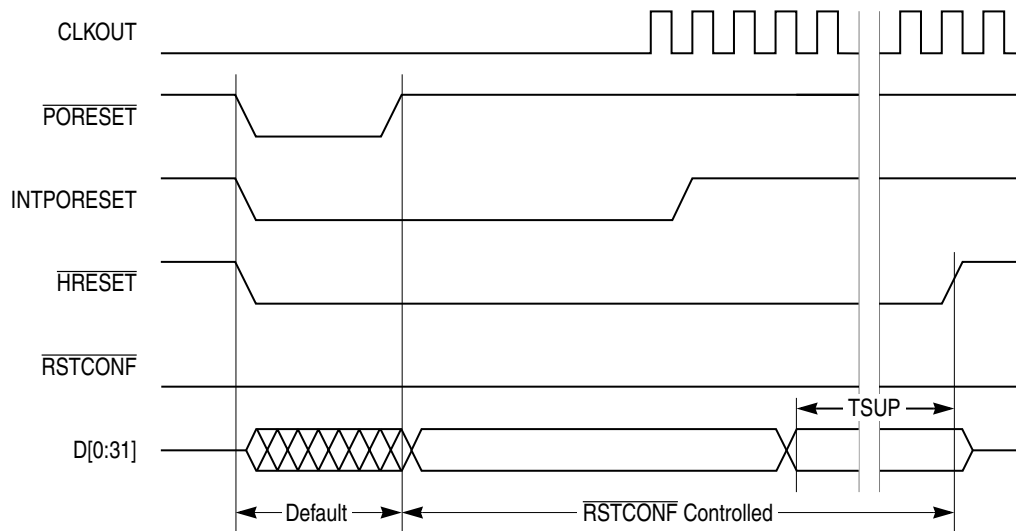 CLKOUT
PORESET
INTPORESET
HRESET
RSTCONF
TSUP
D[0:31]
Default
RSTCONF Controlled